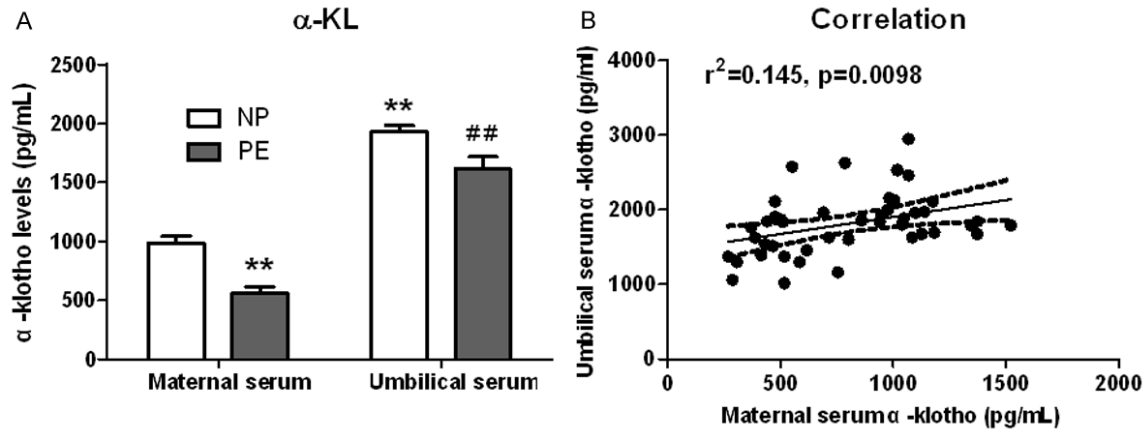 A
α-KL
α-klotho levels (pg/mL)
2500
2000
1500
1000
500
0
NP
PE
**
**
##
Maternal serum
Umbilical serum
B
Correlation
Umbilical serumα -klotho (pg/ml)
4000
3000
2000
1000
0
r²=0.145, p=0.0098
0
500
1000
1500
2000
Maternal serumα -klotho (pg/mL)